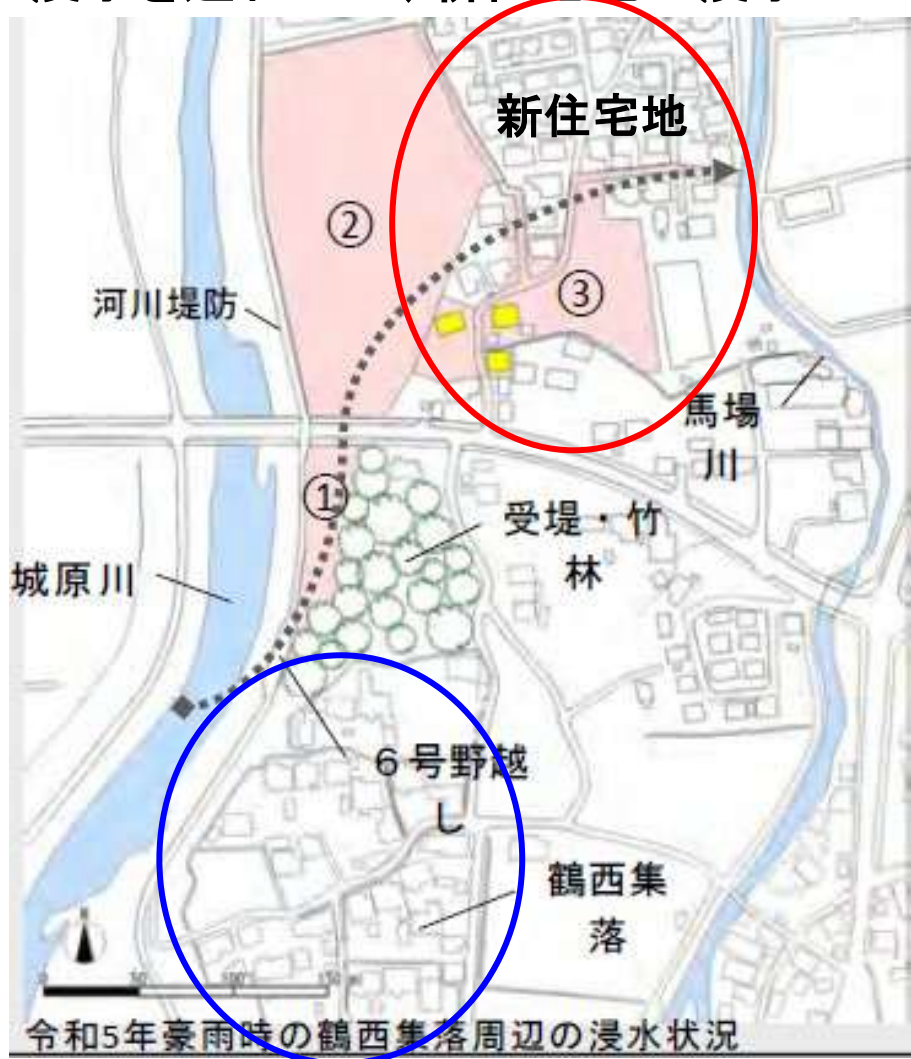 新住宅地
②
③
河川堤防
馬場
川
①
受堤・竹
林
城原川
6号野越
し
鶴西集
落
令和5年豪雨時の鶴西集落周辺の浸水状況